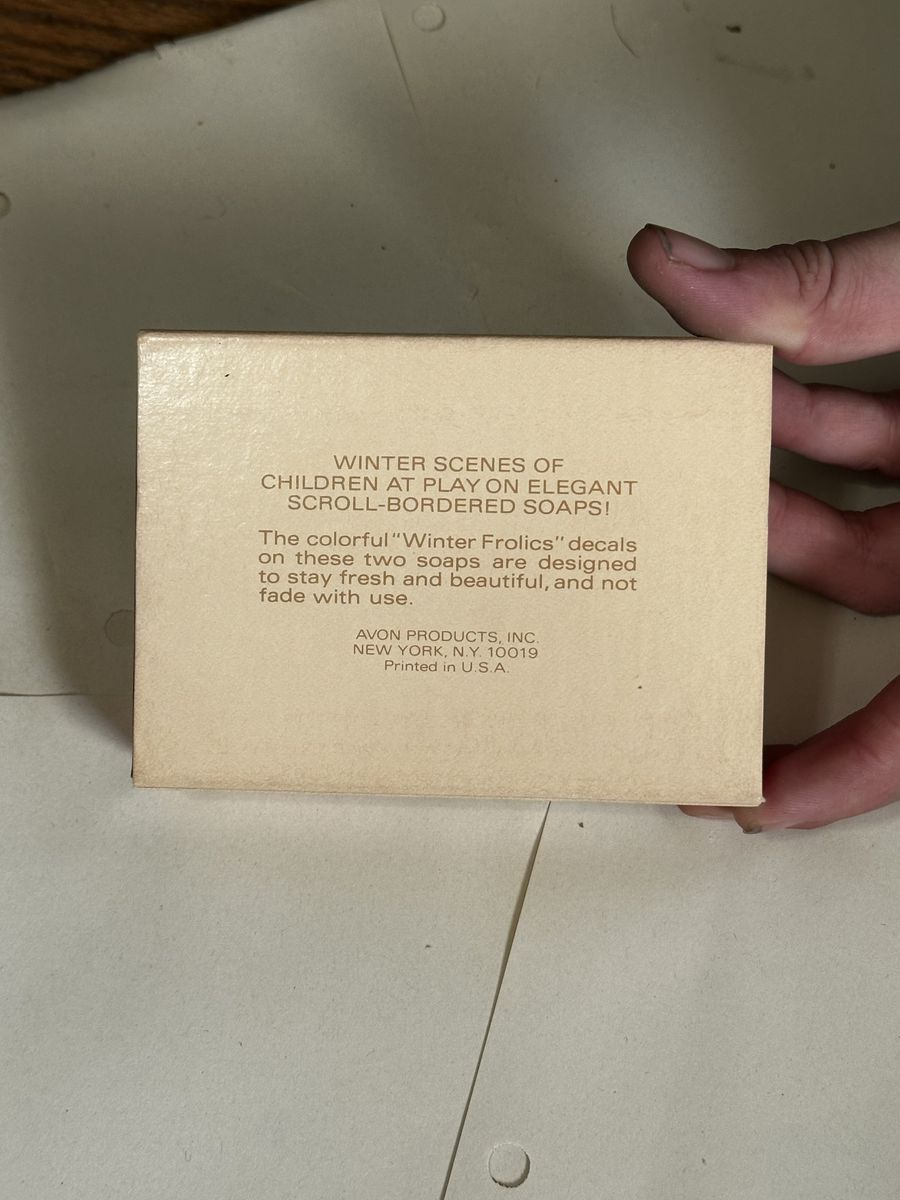 WINTER SCENES OF
CHILDREN AT PLAY ON ELEGANT
SCROLL-BORDERED SOAPS!
The colorful "Winter Frolics" decals
on these two soaps are designed
to stay fresh and beautiful, and not
fade with use.
AVON PRODUCTS, INC.
NEW YORK, N.Y. 10019
Printed in U.S.A.